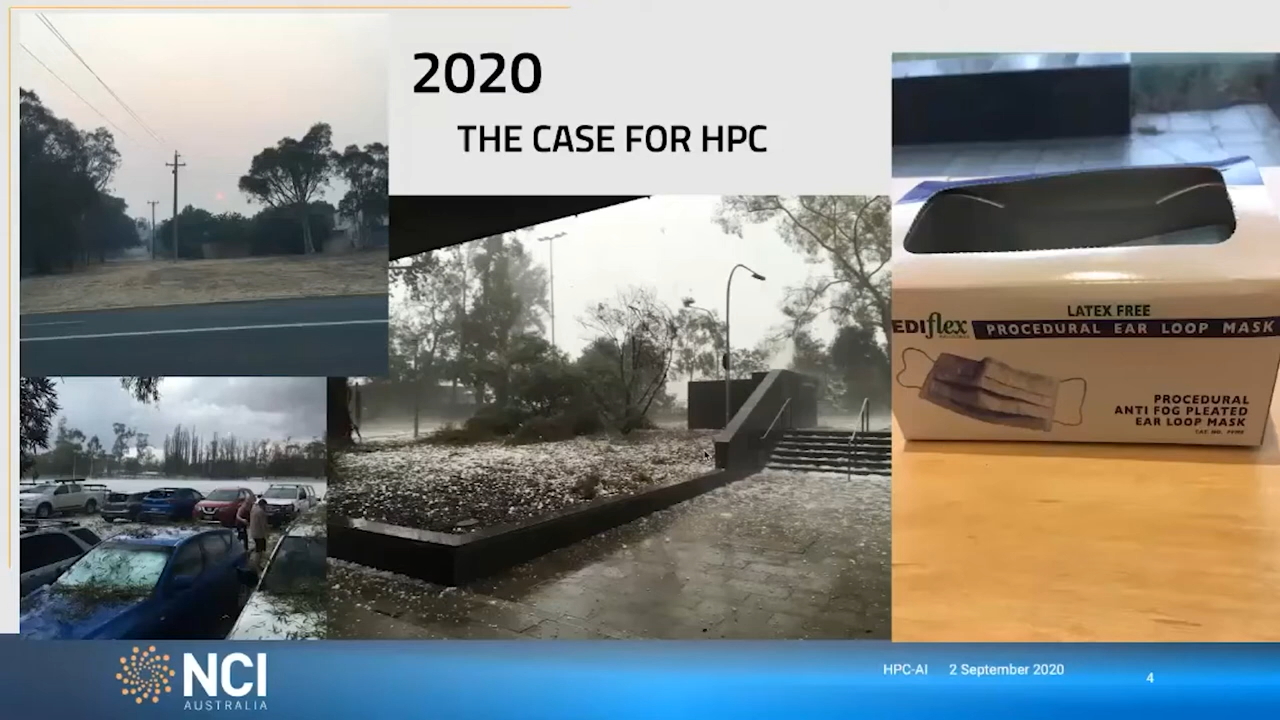 2020
THE CASE FOR HPC
LATEX FREE
EDIflex PROCEDURAL EAR LOOP MASK
PROCEDURAL
ANTI FOG PLEATED
EAR LOOP MASK
NCI
AUSTRALIA
HPC-AI 2 September 2020
4